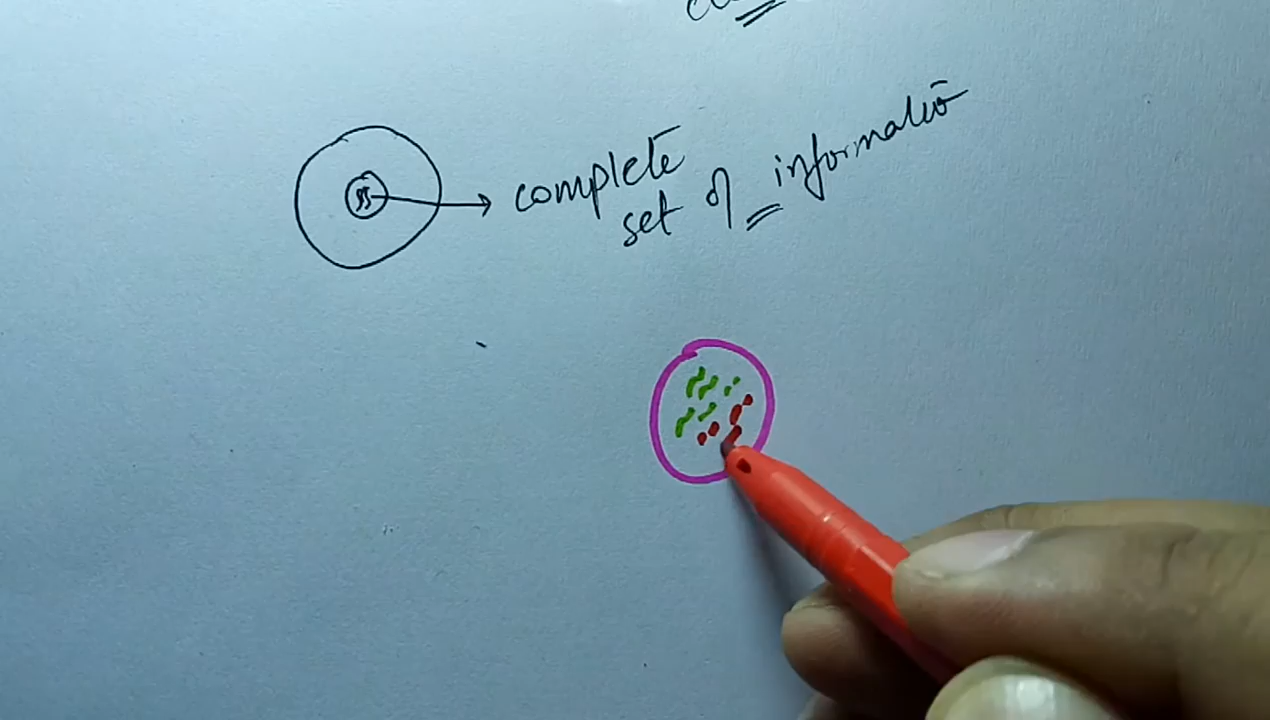 complete
set of information